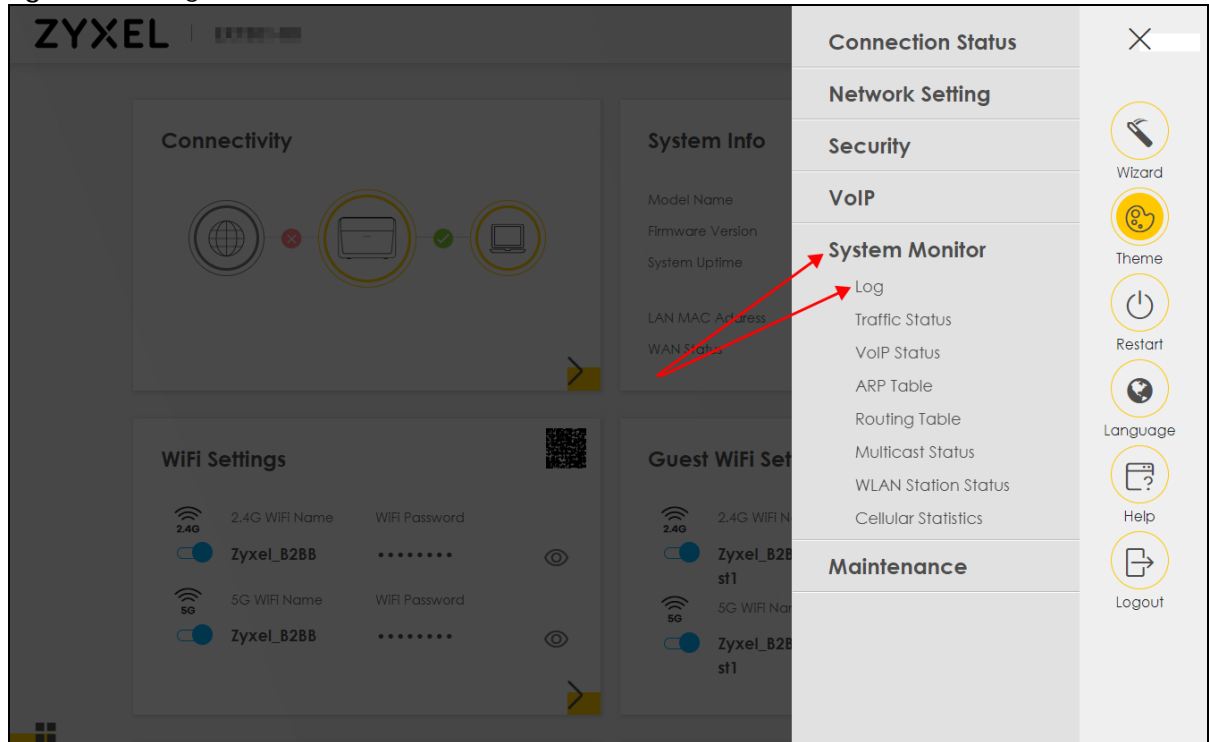 ZYXEL
Connection Status
Network Setting
Security
VoIP
System Monitor
Log
Traffic Status
VoIP Status
ARP Table
Routing Table
Multicast Status
WLAN Station Status
Cellular Statistics
Maintenance
Wizard
Theme
Restart
Language
Help
Logout
Connectivity
System Info
Model Name
Firmware Version
System Uptime
LAN MAC Address
WAN Status
WiFi Settings
2.4G
2.4G WiFi Name WiFi Password
Zyxel_B2BB ••••••••
5G
5G WiFi Name WiFi Password
Zyxel_B2BB ••••••••
Guest WiFi Set
2.4G
2.4G WiFi N
Zyxel_B2B
st1
5G
5G WiFi Nar
Zyxel_B2B
st1